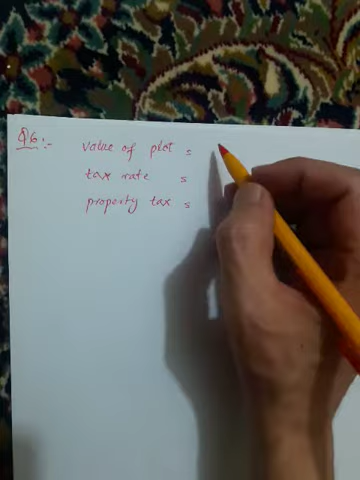 Q6:-
value of plot =
tax rate =
property tax =